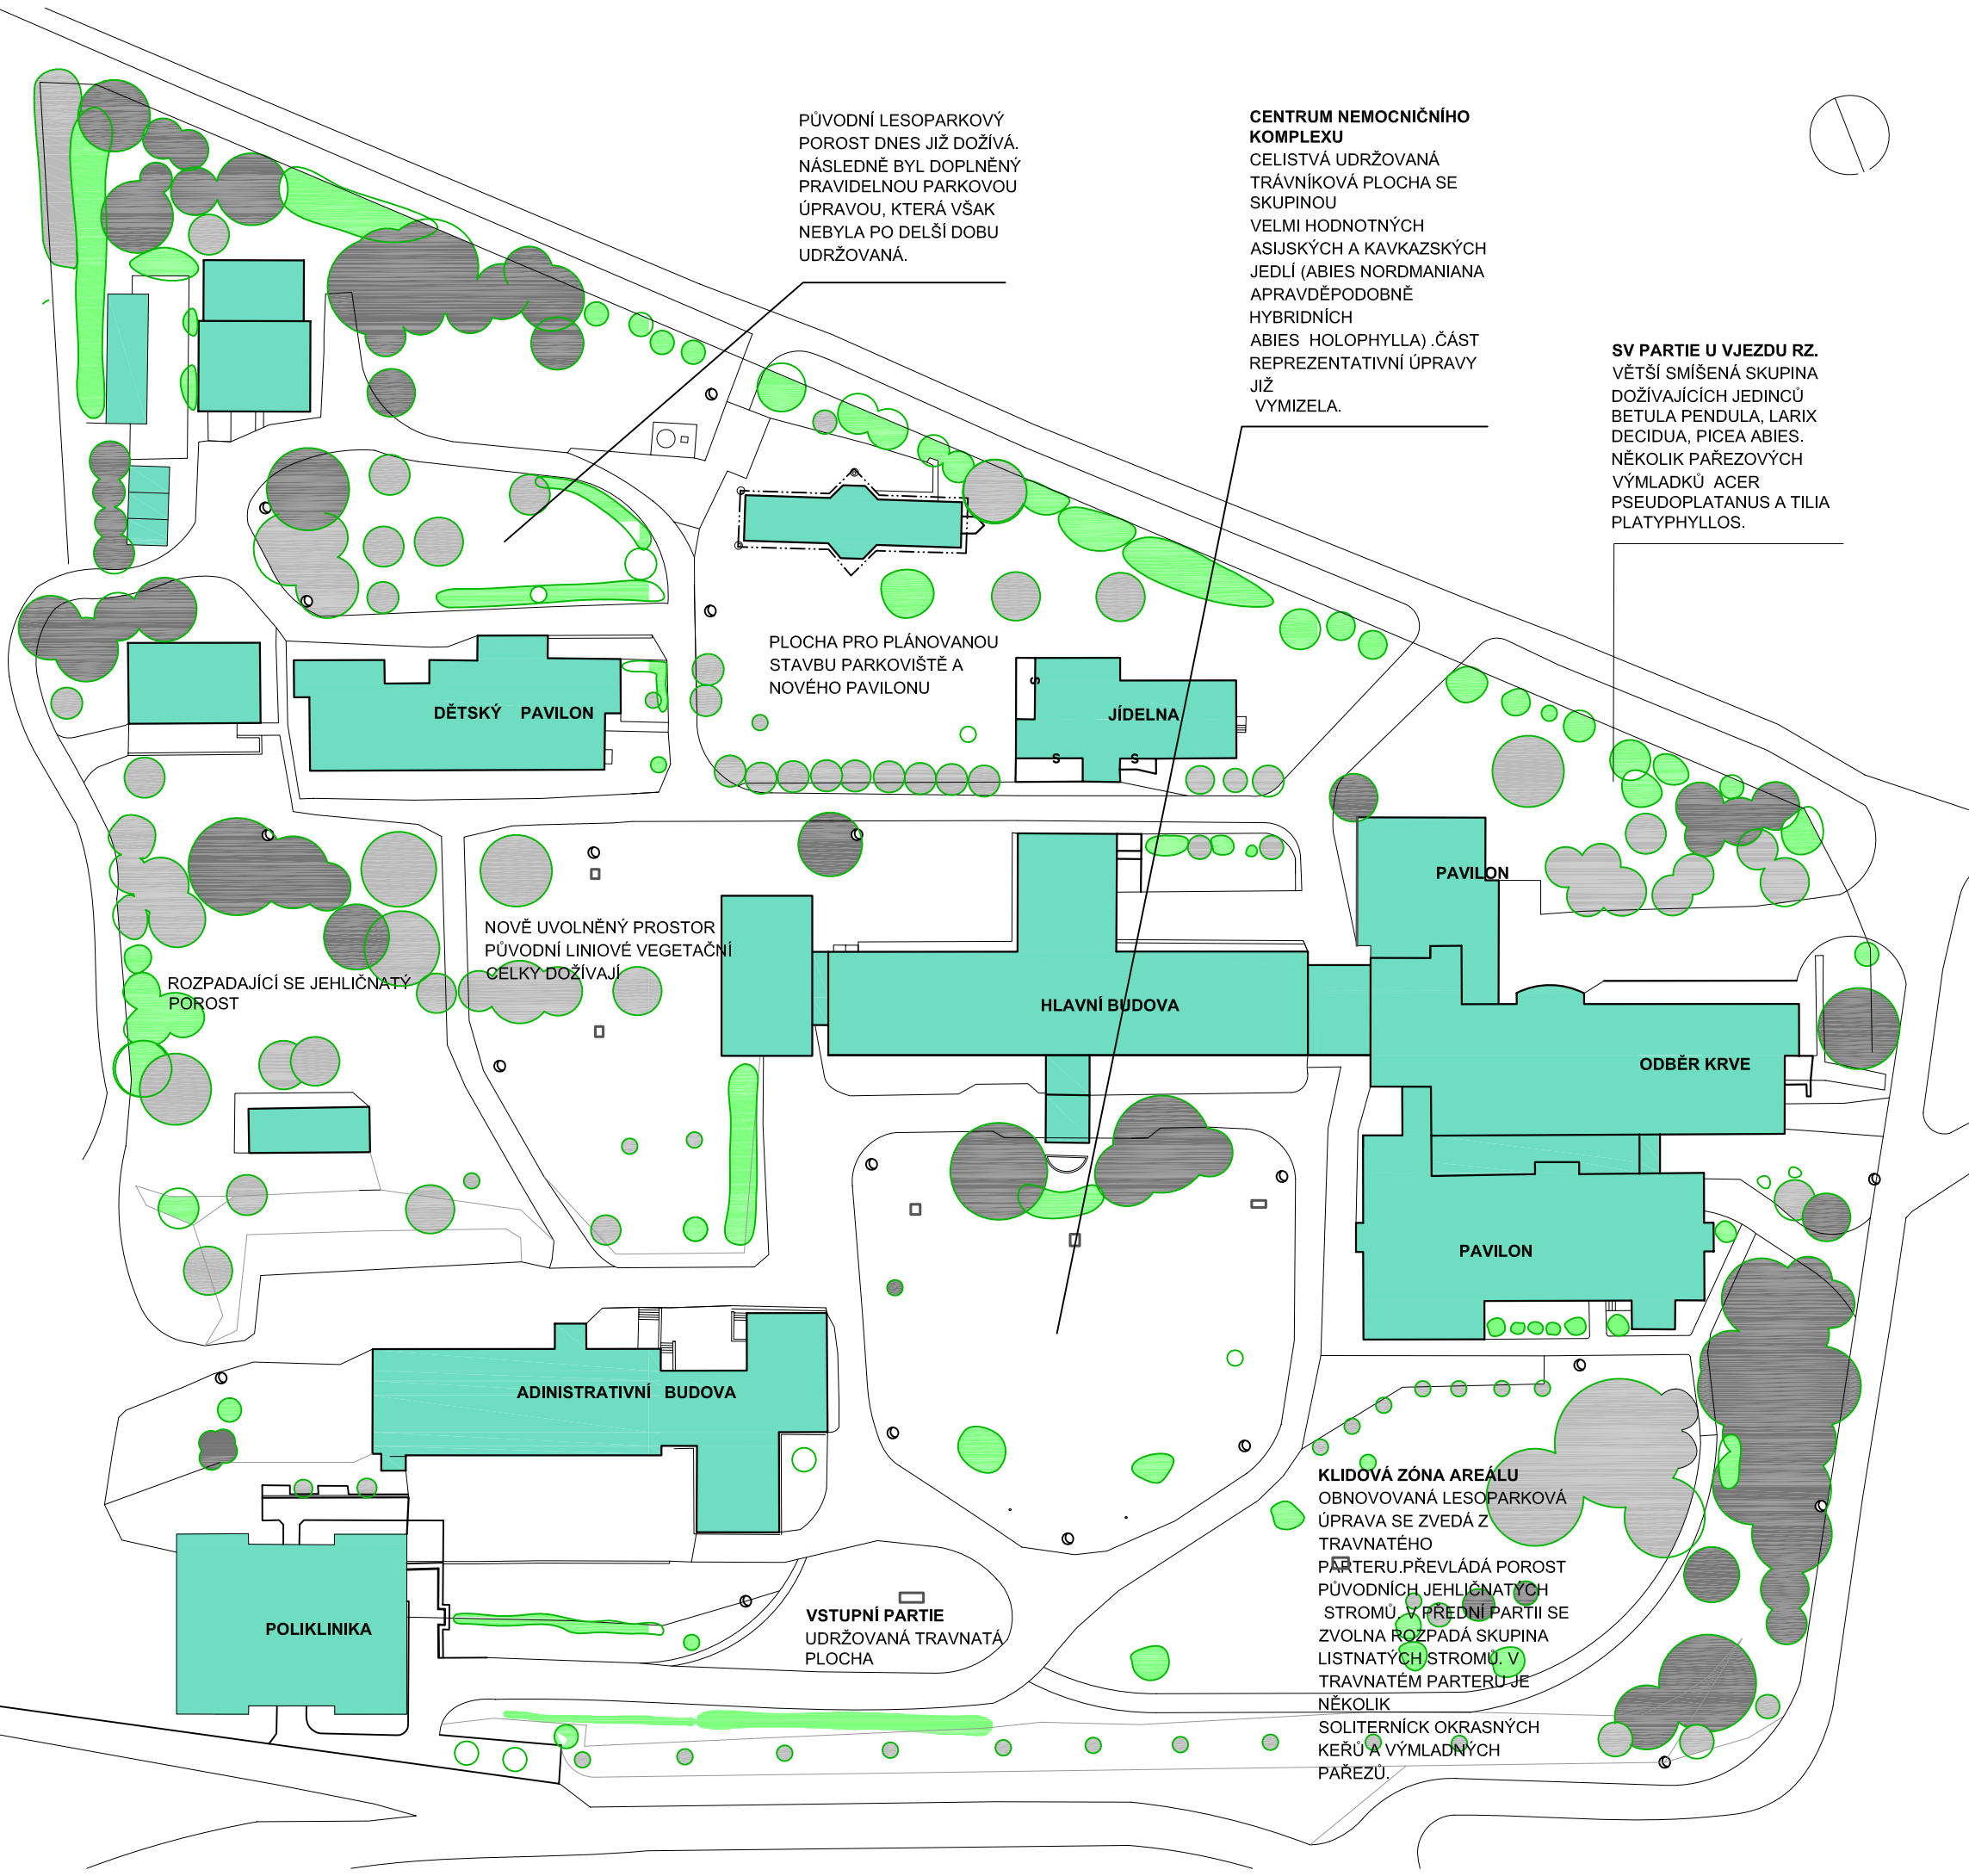 PŮVODNÍ LESOPARKOVÝ
POROST DNES JIŽ DOŽÍVÁ.
NÁSLEDNĚ BYL DOPLNĚNÝ
PRAVIDELNOU PARKOVOU
ÚPRAVOU, KTERÁ VŠAK
NEBYLA PO DELŠÍ DOBU
UDRŽOVANÁ.
CENTRUM NEMOCNIČNÍHO
KOMPLEXU
CELISTVÁ UDRŽOVANÁ
TRÁVNÍKOVÁ PLOCHA SE
SKUPINOU
VELMI HODNOTNÝCH
ASIJSKÝCH A KAVKAZSKÝCH
JEDLÍ (ABIES NORDMANIANA
APRAVDĚPODOBNĚ
HYBRIDNÍCH
ABIES HOLOPHYLLA) .ČÁST
REPREZENTATIVNÍ ÚPRAVY
JIŽ
VYMIZELA.
SV PARTIE U VJEZDU RZ.
VĚTŠÍ SMÍŠENÁ SKUPINA
DOŽÍVAJÍCÍCH JEDINCŮ
BETULA PENDULA, LARIX
DECIDUA, PICEA ABIES.
NĚKOLIK PAŘEZOVÝCH
VÝMLADKŮ ACER
PSEUDOPLATANUS A TILIA
PLATYPHYLLOS.
PLOCHA PRO PLÁNOVANOU
STAVBU PARKOVIŠTĚ A
NOVÉHO PAVILONU
S
DĚTSKÝ PAVILON
JÍDELNA
S
S
PAVILON
NOVĚ UVOLNĚNÝ PROSTOR
PŮVODNÍ LINIOVÉ VEGETAČNÍ
CELKY DOŽÍVAJÍ
ROZPADAJÍCÍ SE JEHLIČNATÝ
POROST
HLAVNÍ BUDOVA
ODBĚR KRVE
PAVILON
ADINISTRATIVNÍ BUDOVA
KLIDOVÁ ZÓNA AREÁLU
OBNOVOVANÁ LESOPARKOVÁ
ÚPRAVA SE ZVEDÁ Z
TRAVNATÉHO
PARTERU.PŘEVLÁDÁ POROST
PŮVODNÍCH JEHLIČNATÝCH
STROMŮ. V PŘEDNÍ PARTII SE
ZVOLNA ROZPADÁ SKUPINA
LISTNATÝCH STROMŮ. V
TRAVNATÉM PARTERU JE
NĚKOLIK
SOLITERNÍCK OKRASNÝCH
KEŘŮ A VÝMLADNÝCH
PAŘEZŮ.
POLIKLINIKA
VSTUPNÍ PARTIE
UDRŽOVANÁ TRAVNATÁ
PLOCHA